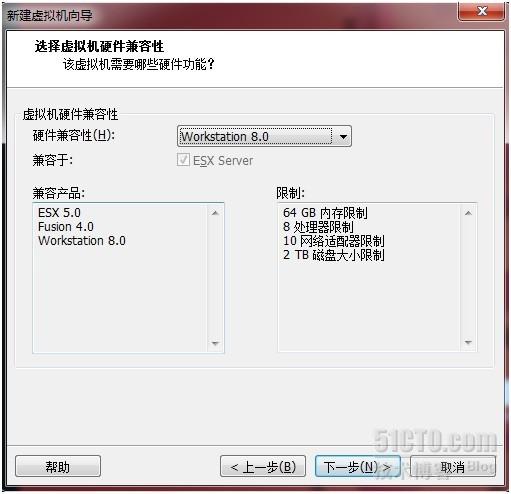 新建虚拟机向导
选择虚拟机硬件兼容性
该虚拟机需要哪些硬件功能?
虚拟机硬件兼容性
硬件兼容性(H):
Workstation 8.0
兼容于:
ESX Server
兼容产品:
ESX 5.0
Fusion 4.0
Workstation 8.0
限制:
64 GB 内存限制
8 处理器限制
10 网络适配器限制
2 TB 磁盘大小限制
帮助
< 上一步(B)
下一步(N) >
取消
51CTO.com
技术博客 Blog